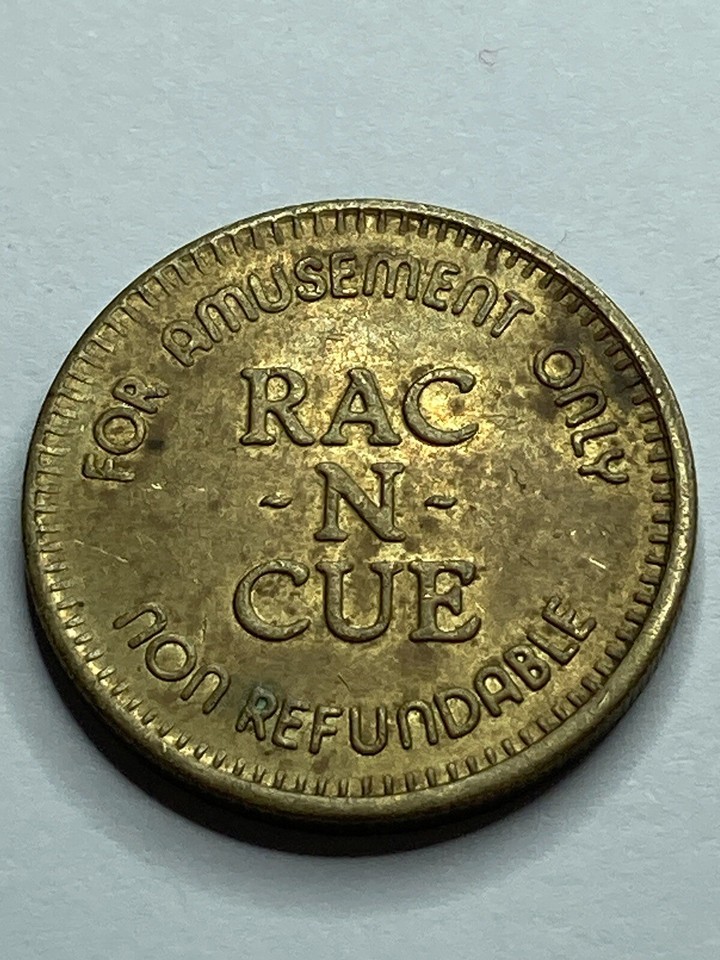 FOR AMUSEMENT ONLY
RAC
- N -
CUE
NON REFUNDABLE